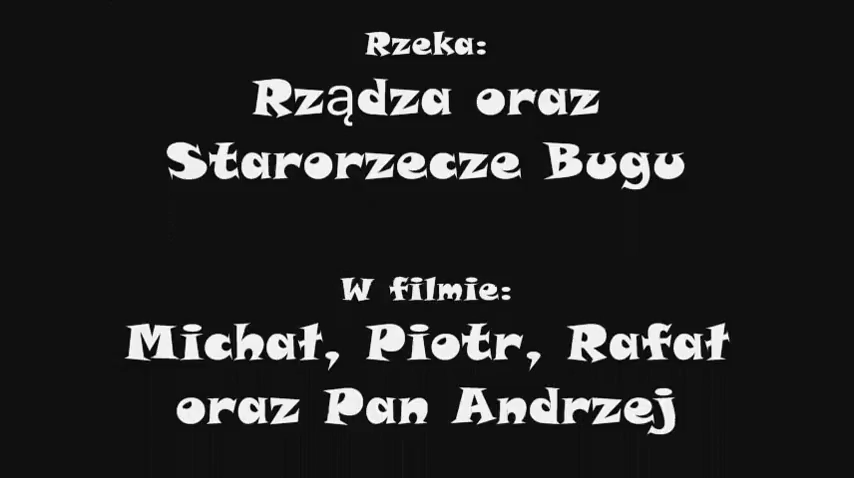 Rzeka:
Rządza oraz
Starorzecze Bugu
W filmie:
Michał, Piotr, Rafał
oraz Pan Andrzej